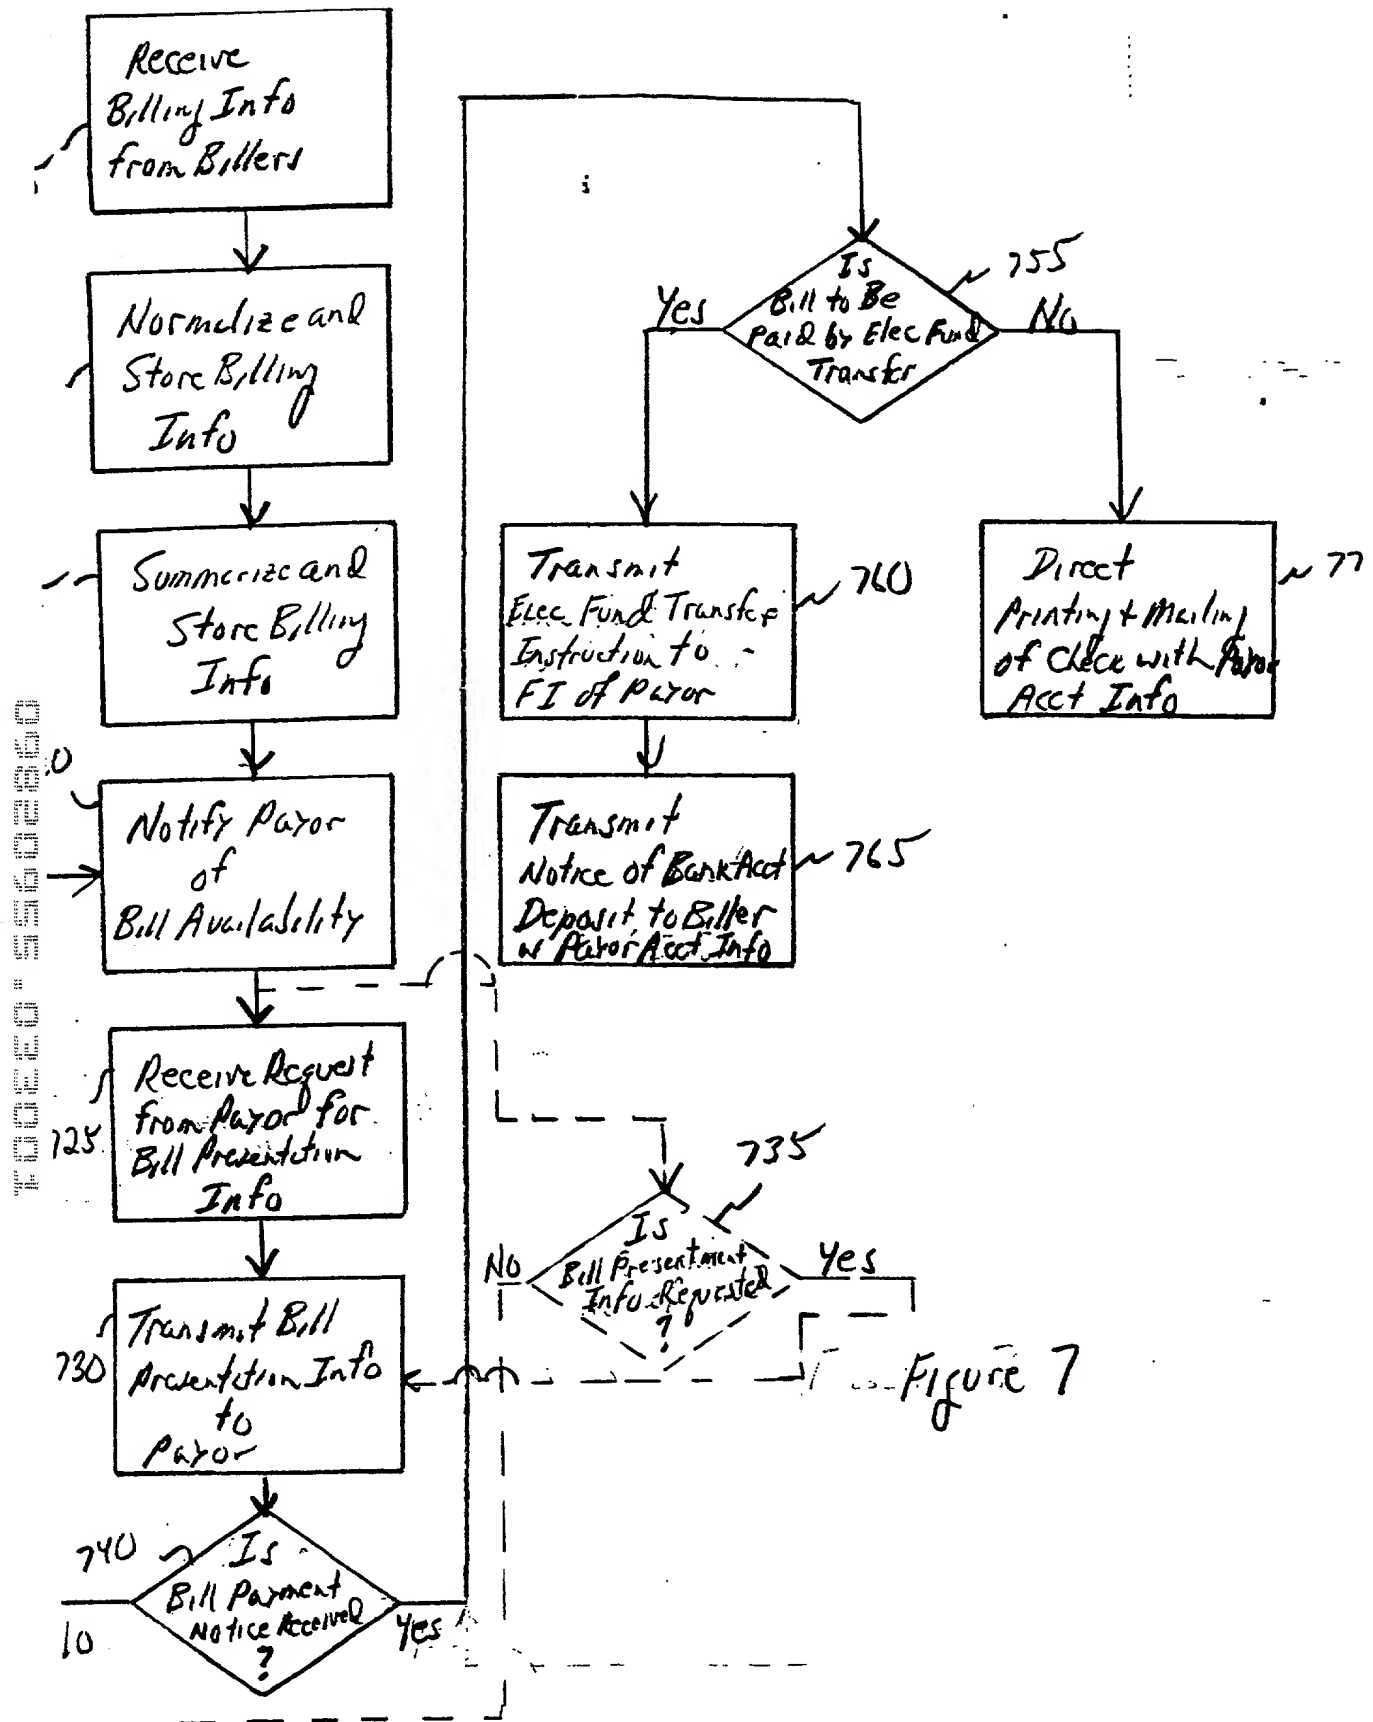 Receive
Billing Info
from Billers
Normalize and
Store Billing
Info
Summarize and
Store Billing
Info
.0
Notify Payor
of
Bill Availability
Receive Request
from Payor for
Bill Presentation
Info
725
Transmit Bill
Presentation Info
to
Payor
730
740
Is
Bill Payment
Notice Received
?
Yes
Is
Bill to Be
Paid by Elec Fund
Transfer
755
Yes
No
Transmit
Elec Fund Transfer
Instruction to
FI of Payor
760
Transmit
Notice of Bank Acct
Deposit to Biller
w Payor Acct Info
765
Direct
Printing + Mailing
of Check with Payor
Acct Info
77
735
Is
Bill Presentment
Info Requested
?
No
Yes
Figure 7